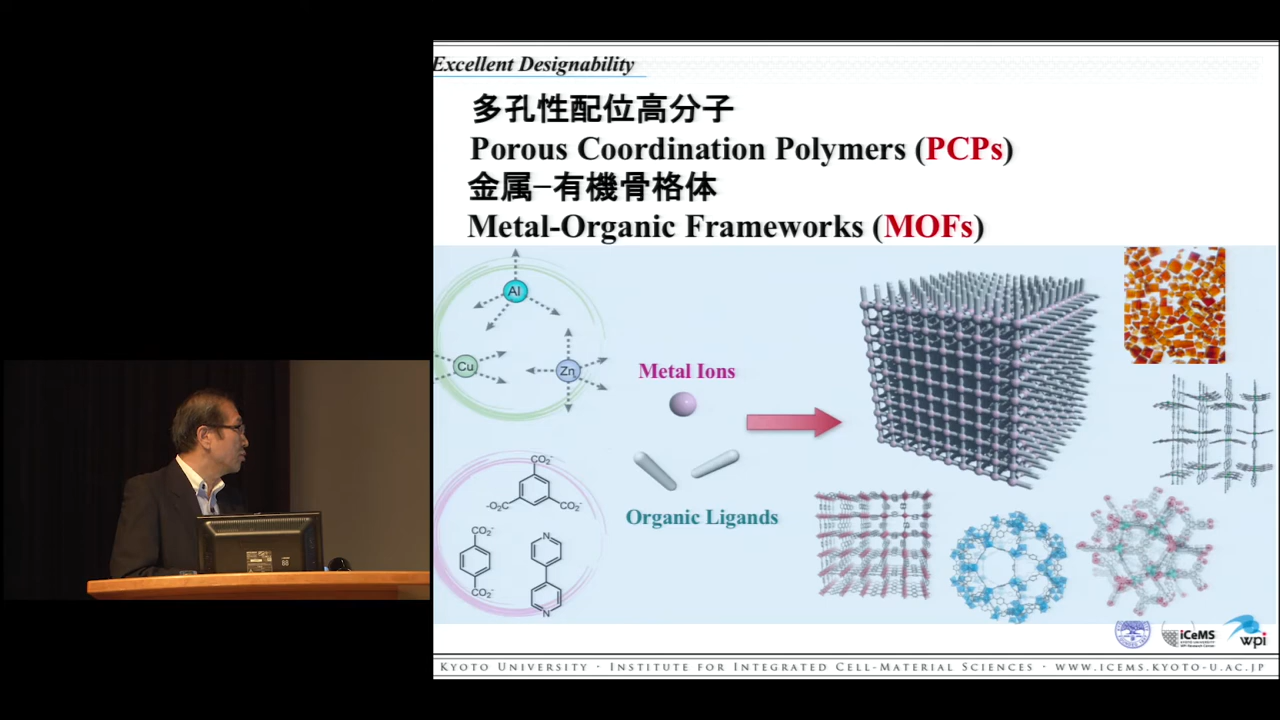 Excellent Designability
多孔性配位高分子
Porous Coordination Polymers (PCPs)
金属−有機骨格体
Metal-Organic Frameworks (MOFs)
Al
Cu
Zn
Metal Ions
Organic Ligands
CO₂⁻
⁻O₂C
CO₂⁻
CO₂⁻
CO₂⁻
N
N
iCeMS
wpi
KYOTO UNIVERSITY · INSTITUTE FOR INTEGRATED CELL-MATERIAL SCIENCES · WWW.ICEMS.KYOTO-U.AC.JP